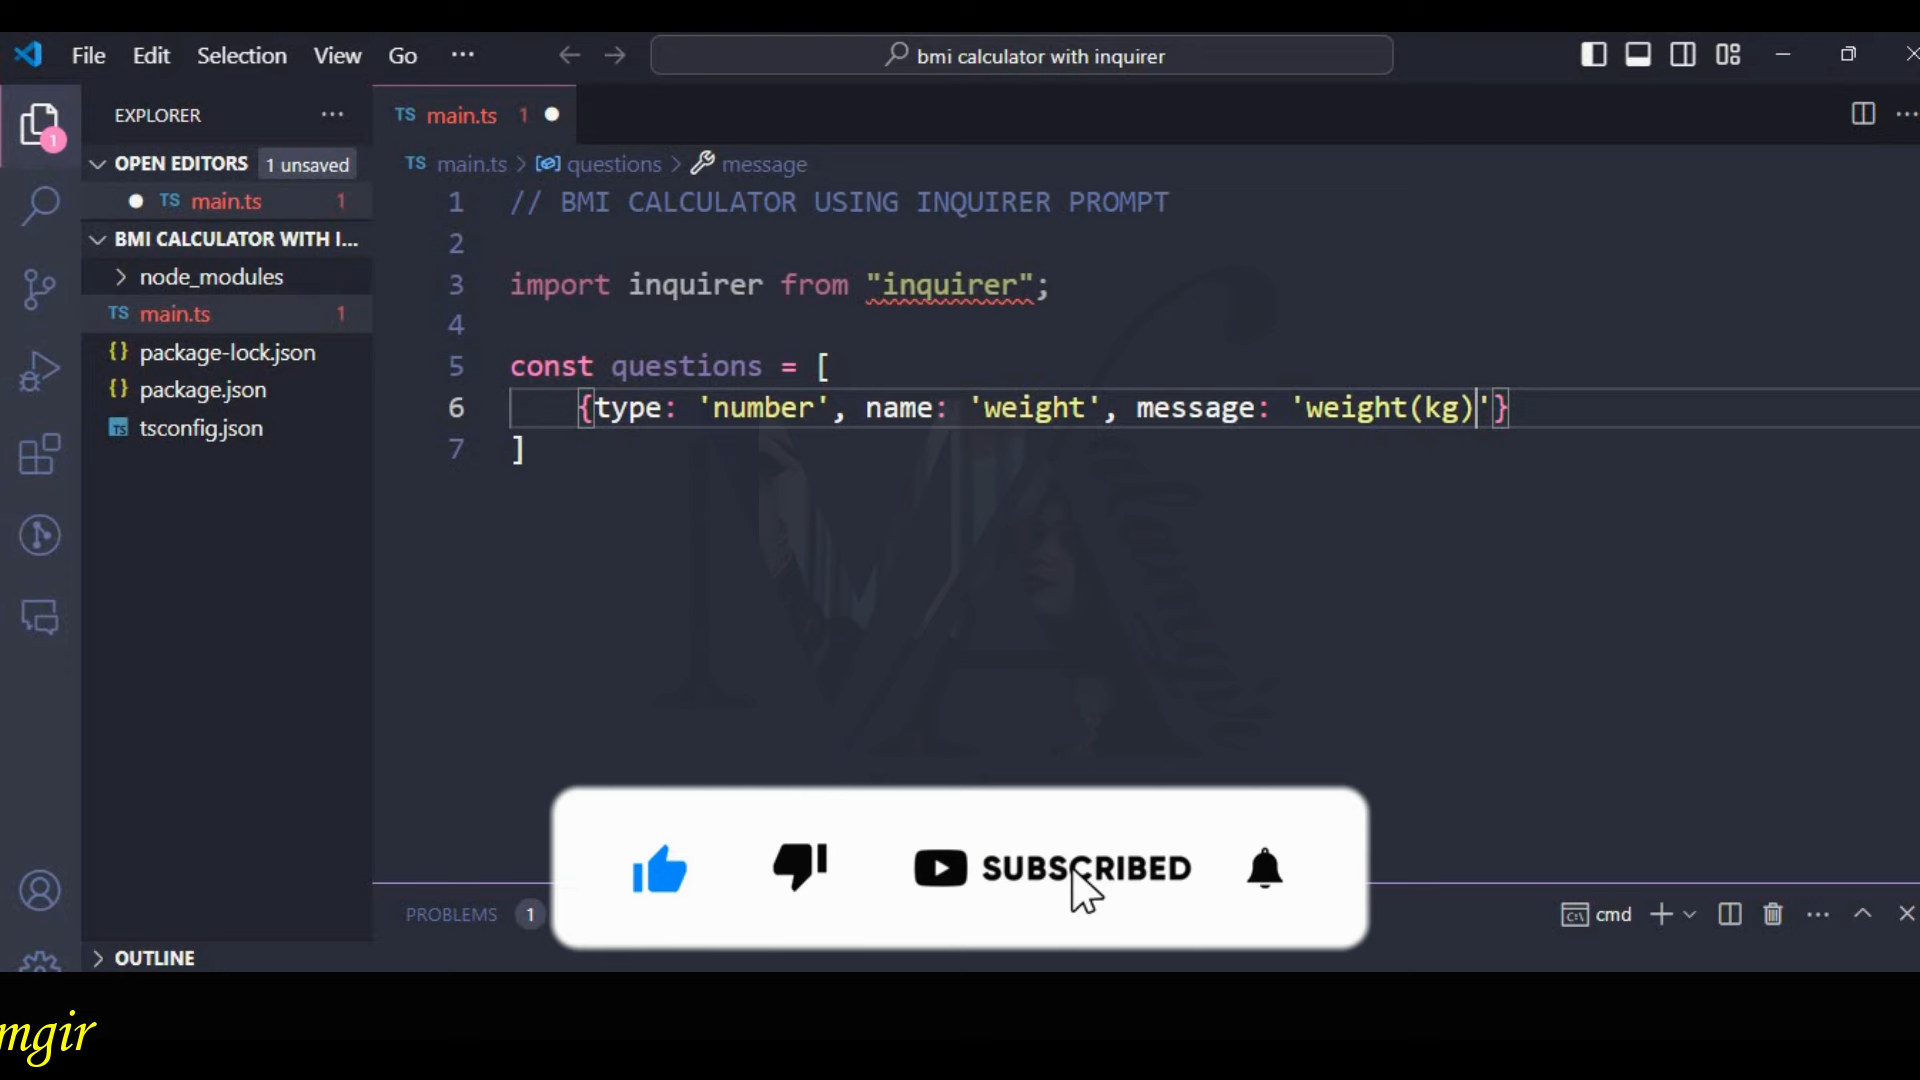 File Edit Selection View Go ··· bmi calculator with inquirer
EXPLORER ···
OPEN EDITORS 1 unsaved
TS main.ts 1
BMI CALCULATOR WITH I...
node_modules
TS main.ts 1
{} package-lock.json
{} package.json
TS tsconfig.json
OUTLINE
1
TS main.ts 1
TS main.ts > questions > message
1 // BMI CALCULATOR USING INQUIRER PROMPT
2
3 import inquirer from "inquirer";
4
5 const questions = [
6 {type: 'number', name: 'weight', message: 'weight(kg)'}
7 ]
SUBSCRIBED
PROBLEMS 1
cmd
mgir